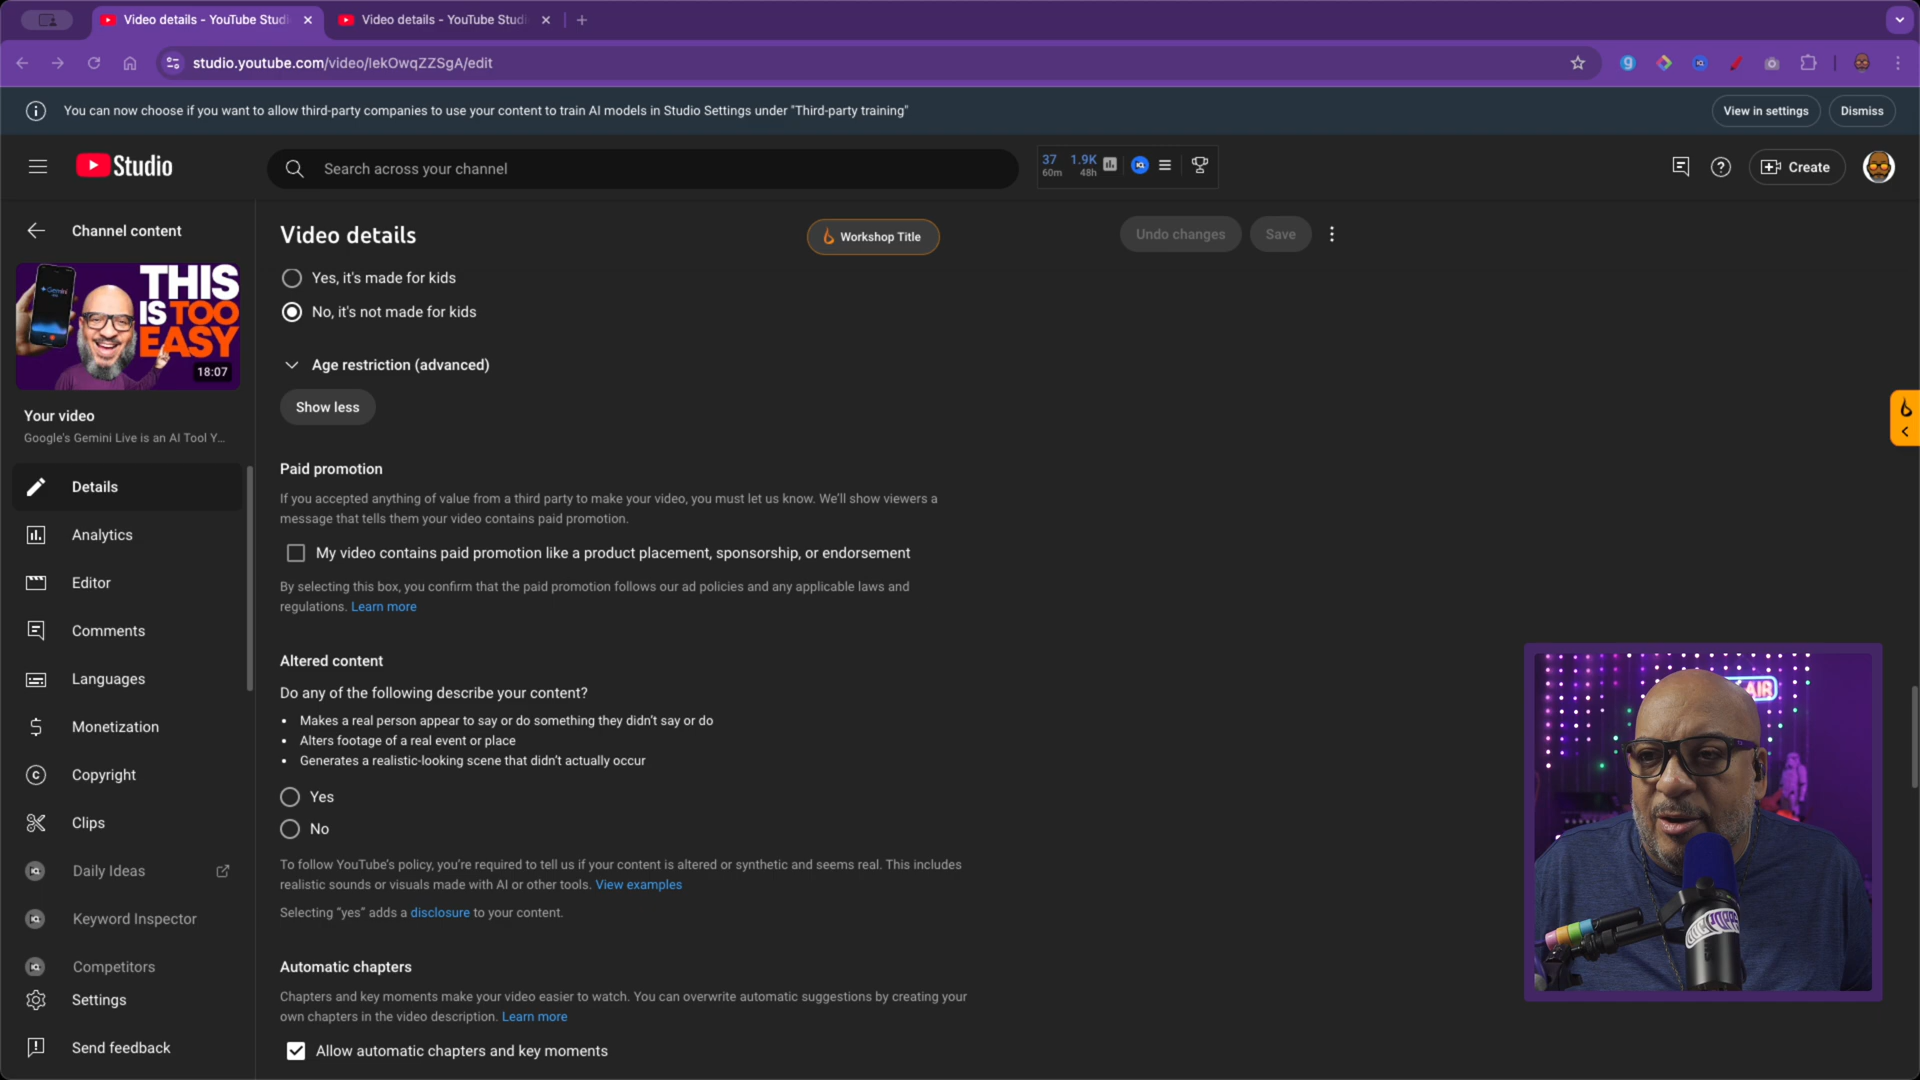 Video details - YouTube Studi
Video details - YouTube Studi
studio.youtube.com/video/lekOwqZZSgA/edit
You can now choose if you want to allow third-party companies to use your content to train AI models in Studio Settings under "Third-party training"
View in settings
Dismiss
Studio
Search across your channel
37
60m
1.9K
48h
Create
Channel content
THIS
IS TOO
EASY
18:07
Your video
Google's Gemini Live is an AI Tool Y...
Details
Analytics
Editor
Comments
Languages
Monetization
Copyright
Clips
Daily Ideas
Keyword Inspector
Competitors
Settings
Send feedback
Video details
Workshop Title
Undo changes
Save
Yes, it's made for kids
No, it's not made for kids
Age restriction (advanced)
Show less
Paid promotion
If you accepted anything of value from a third party to make your video, you must let us know. We'll show viewers a
message that tells them your video contains paid promotion.
My video contains paid promotion like a product placement, sponsorship, or endorsement
By selecting this box, you confirm that the paid promotion follows our ad policies and any applicable laws and
regulations. Learn more
Altered content
Do any of the following describe your content?
• Makes a real person appear to say or do something they didn't say or do
• Alters footage of a real event or place
• Generates a realistic-looking scene that didn't actually occur
Yes
No
To follow YouTube's policy, you're required to tell us if your content is altered or synthetic and seems real. This includes
realistic sounds or visuals made with AI or other tools. View examples
Selecting "yes" adds a disclosure to your content.
Automatic chapters
Chapters and key moments make your video easier to watch. You can overwrite automatic suggestions by creating your
own chapters in the video description. Learn more
Allow automatic chapters and key moments
AIR